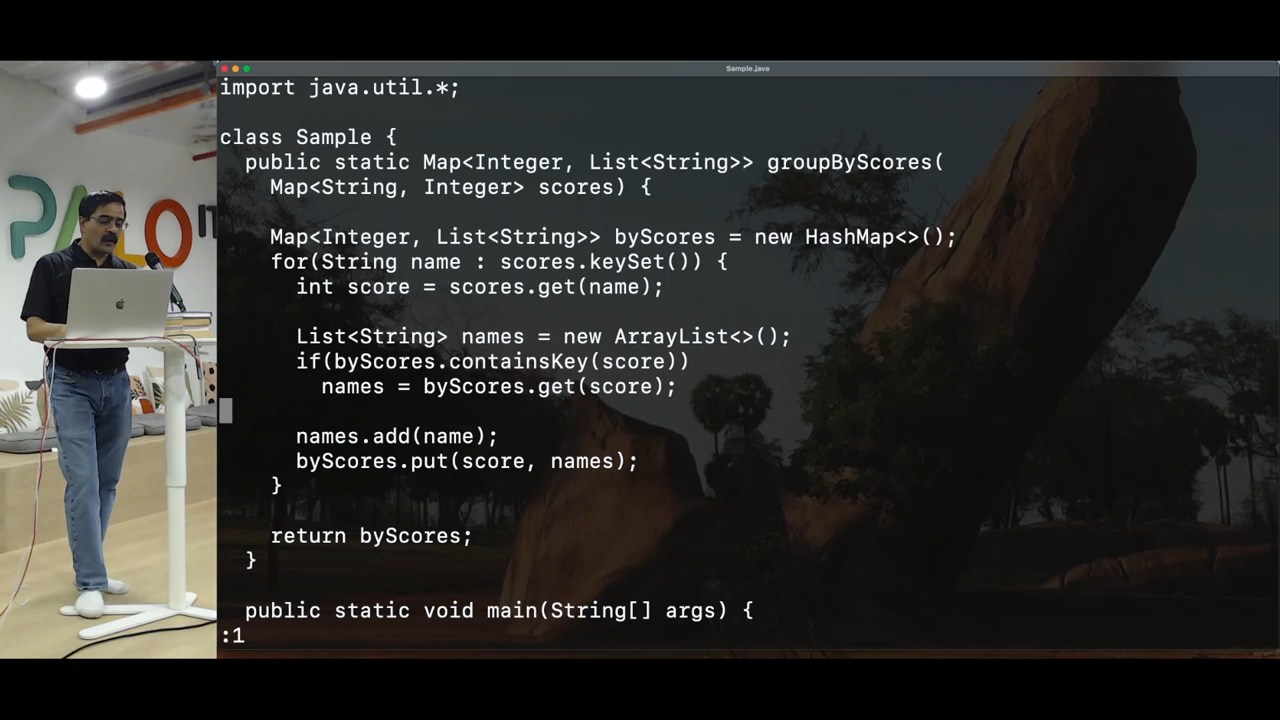 PALO IT
Sample.java
import java.util.*;
class Sample {
public static Map<Integer, List<String>> groupByScores(
Map<String, Integer> scores) {
Map<Integer, List<String>> byScores = new HashMap<>();
for(String name : scores.keySet()) {
int score = scores.get(name);
List<String> names = new ArrayList<>();
if(byScores.containsKey(score))
names = byScores.get(score);
names.add(name);
byScores.put(score, names);
}
return byScores;
}
public static void main(String[] args) {
:1